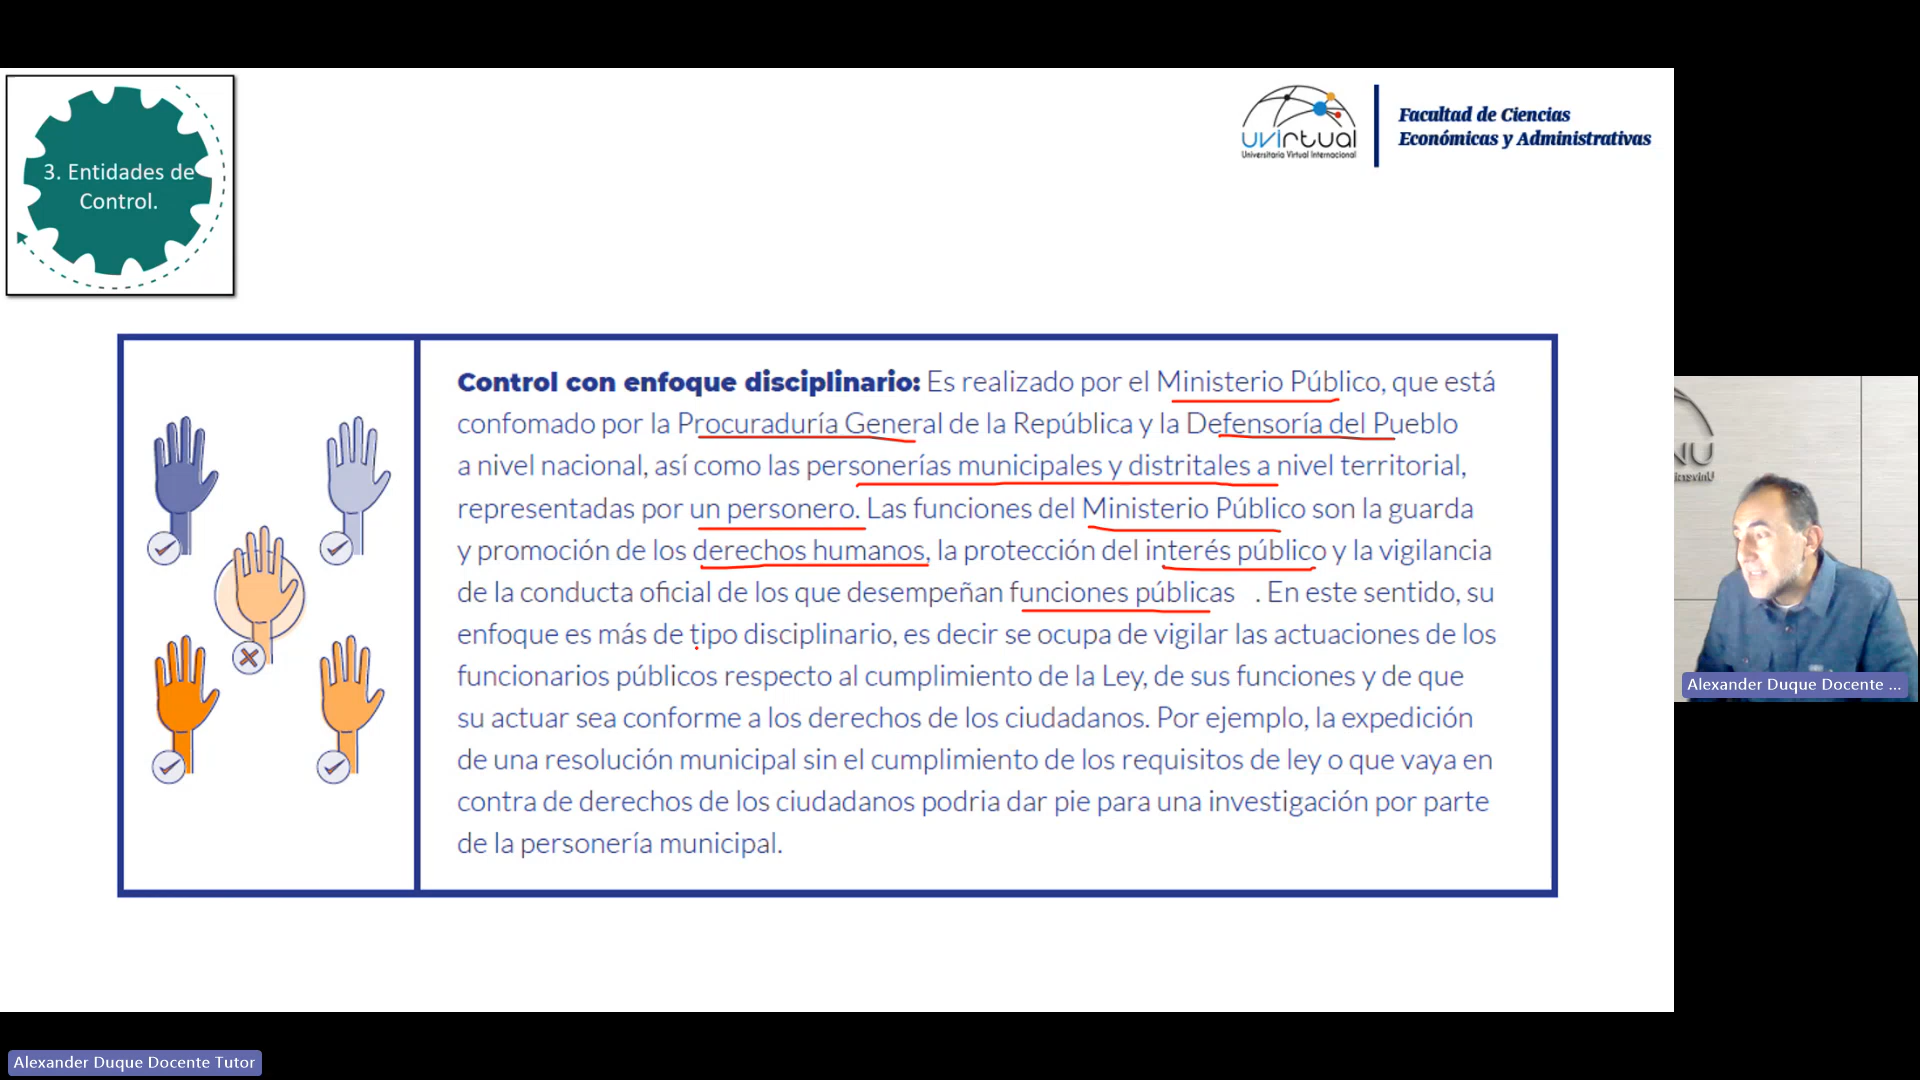 3. Entidades de
Control.
uvirtual
Universitaria Virtual Internacional
Facultad de Ciencias
Económicas y Administrativas
Control con enfoque disciplinario: Es realizado por el Ministerio Público, que está
confomado por la Procuraduría General de la República y la Defensoría del Pueblo
a nivel nacional, así como las personerías municipales y distritales a nivel territorial,
representadas por un personero. Las funciones del Ministerio Público son la guarda
y promoción de los derechos humanos, la protección del interés público y la vigilancia
de la conducta oficial de los que desempeñan funciones públicas . En este sentido, su
enfoque es más de tipo disciplinario, es decir se ocupa de vigilar las actuaciones de los
funcionarios públicos respecto al cumplimiento de la Ley, de sus funciones y de que
su actuar sea conforme a los derechos de los ciudadanos. Por ejemplo, la expedición
de una resolución municipal sin el cumplimiento de los requisitos de ley o que vaya en
contra de derechos de los ciudadanos podria dar pie para una investigación por parte
de la personería municipal.
Alexander Duque Docente ...
Alexander Duque Docente Tutor